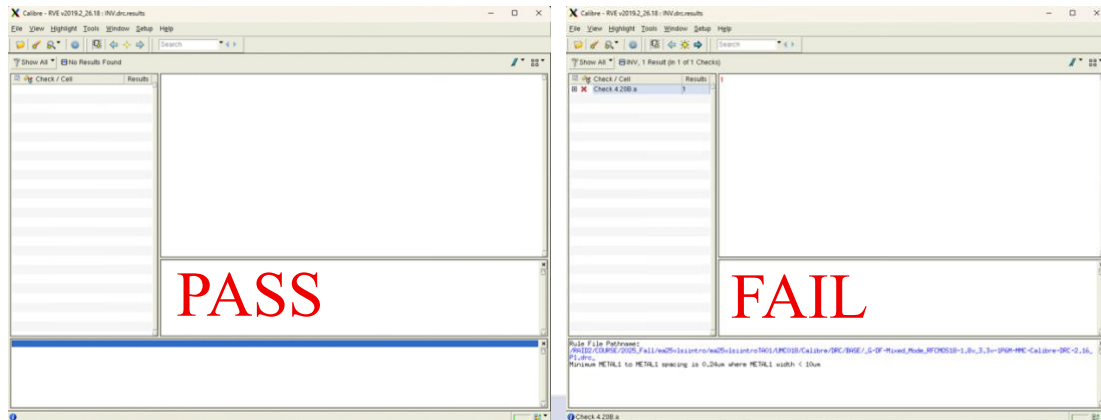 Calibre - RVE v2019.2_26.18 : INV.drc.results
File View Highlight Tools Window Setup Help
Search
Show All No Results Found
Check / Cell Results
PASS
Calibre - RVE v2019.2_26.18 : INV.drc.results
File View Highlight Tools Window Setup Help
Search
Show All INV, 1 Result (in 1 of 1 Checks)
Check / Cell Results
Check 4.20B.a 1
1
FAIL
Rule File Pathname:
Minimum METAL1 to METAL1 spacing is 0.24um where METAL1 width < 10um
Check 4.20B.a